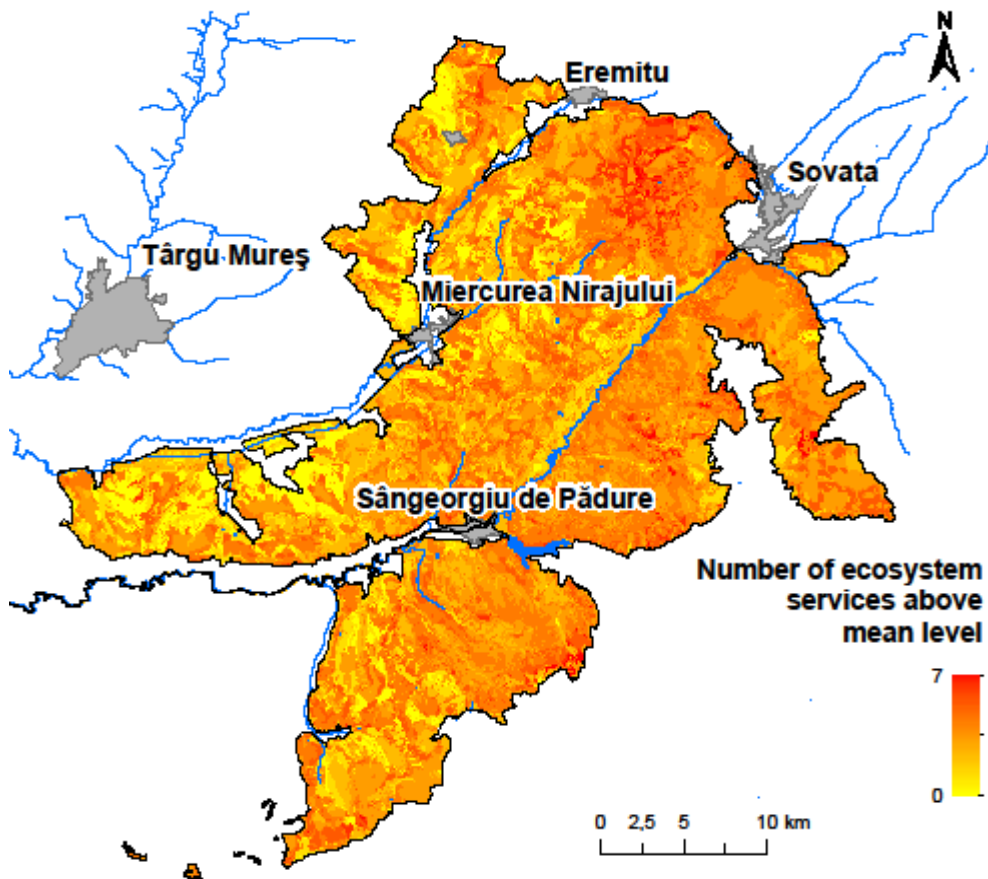 N
Eremitu
Sovata
Târgu Mureş
Miercurea Nirajului
Sângeorgiu de Pădure
Number of ecosystem
services above
mean level
7
0
0 2,5 5 10 km